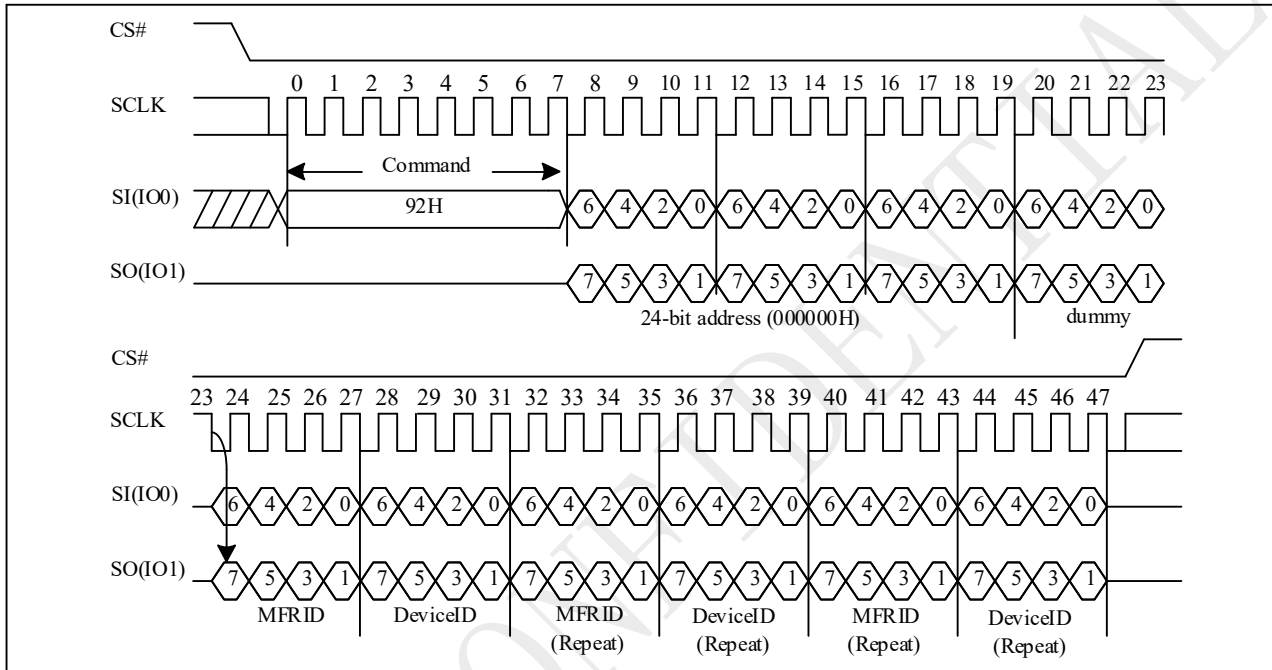 CS#
0 1 2 3 4 5 6 7 8 9 10 11 12 13 14 15 16 17 18 19 20 21 22 23
SCLK
Command
SI(IO0) 92H 6 4 2 0 6 4 2 0 6 4 2 0 6 4 2 0
SO(IO1) 7 5 3 1 7 5 3 1 7 5 3 1 7 5 3 1
24-bit address (000000H) dummy
CS#
23 24 25 26 27 28 29 30 31 32 33 34 35 36 37 38 39 40 41 42 43 44 45 46 47
SCLK
SI(IO0) 6 4 2 0 6 4 2 0 6 4 2 0 6 4 2 0 6 4 2 0 6 4 2 0
SO(IO1) 7 5 3 1 7 5 3 1 7 5 3 1 7 5 3 1 7 5 3 1 7 5 3 1
MFRID DeviceID MFRID DeviceID MFRID DeviceID
(Repeat) (Repeat) (Repeat) (Repeat)